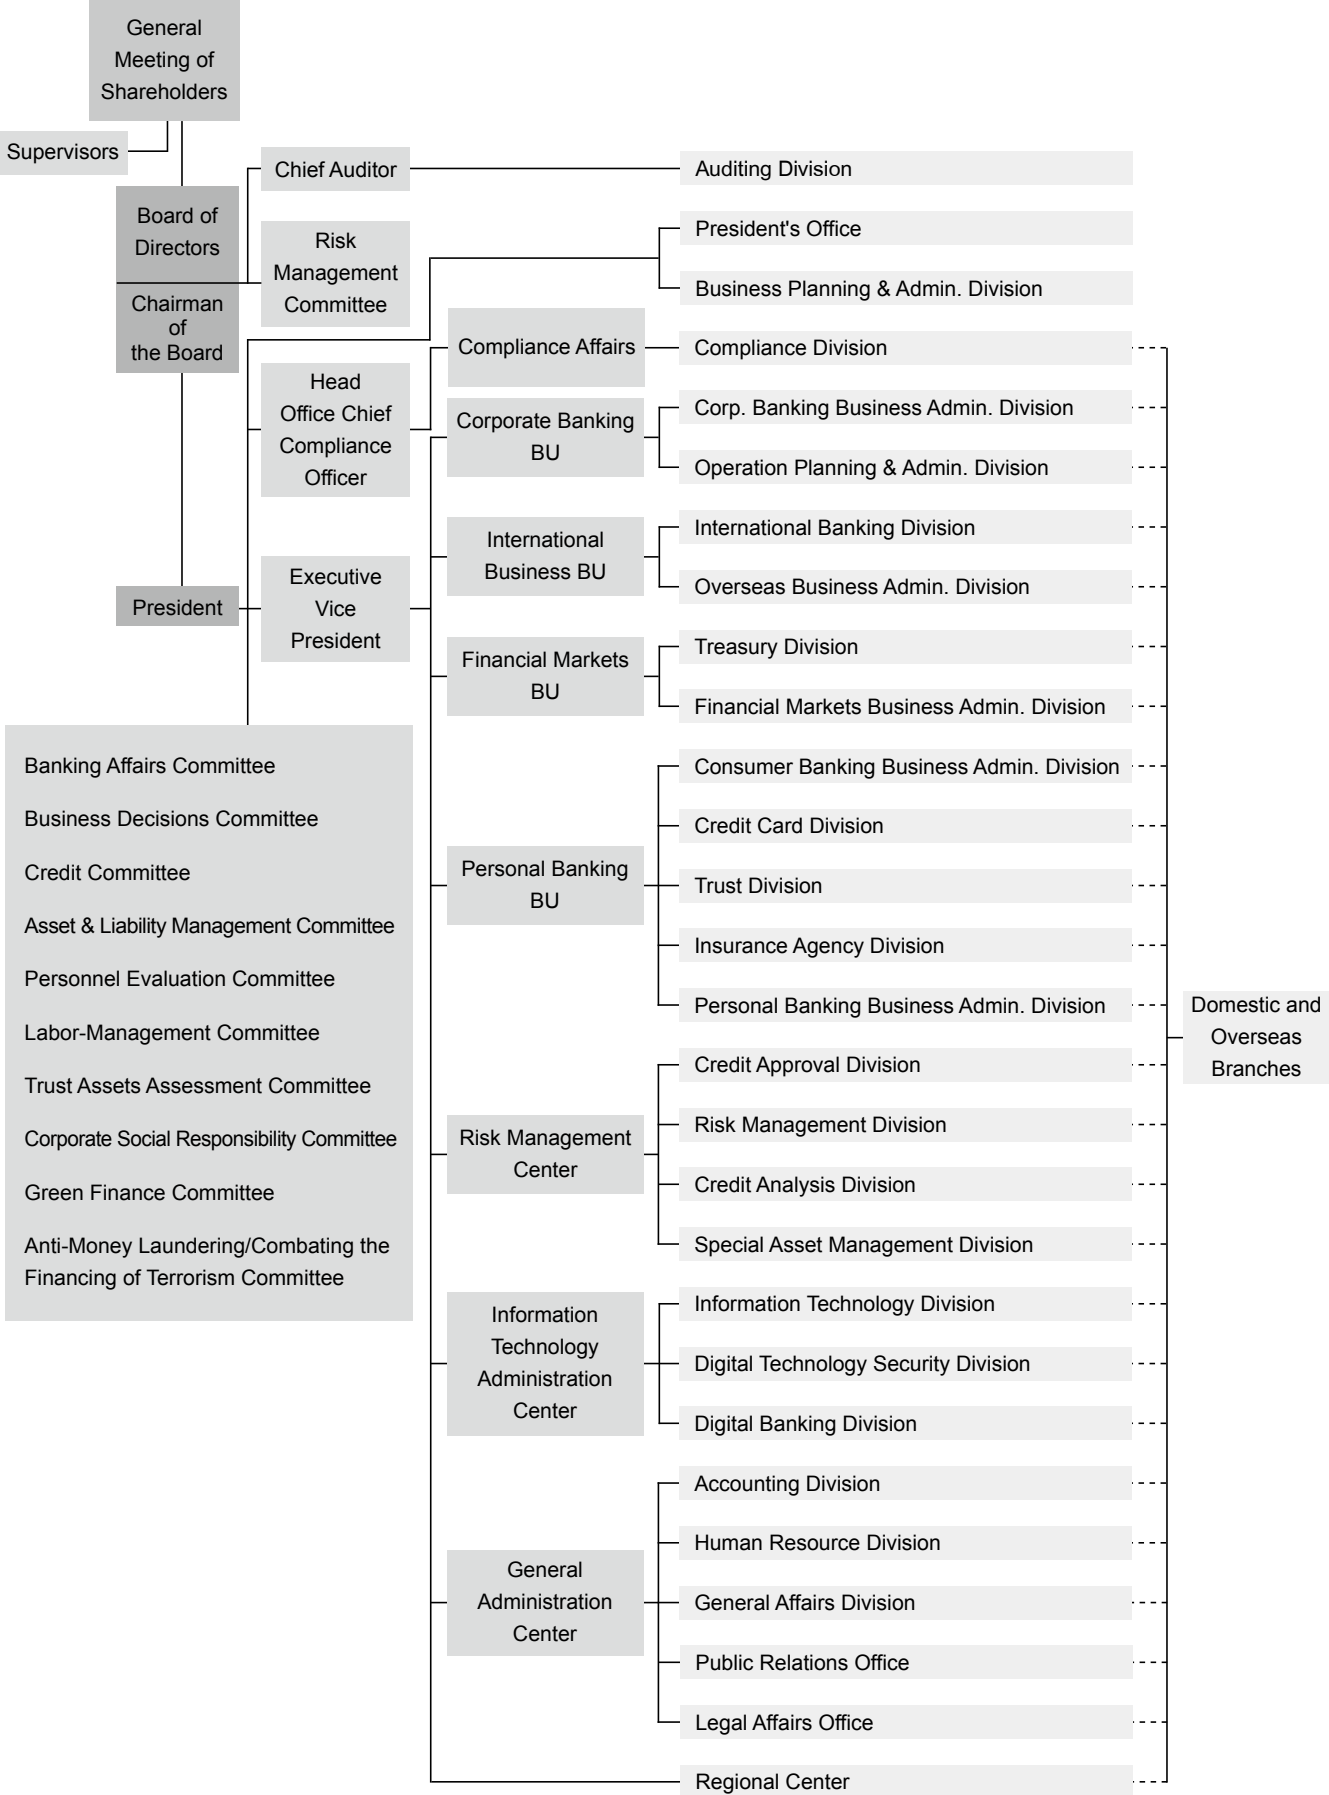 General
Meeting of
Shareholders
Supervisors
Board of
Directors
Chairman
of
the Board
President
Chief Auditor
Risk
Management
Committee
Head
Office Chief
Compliance
Officer
Executive
Vice
President
Banking Affairs Committee
Business Decisions Committee
Credit Committee
Asset & Liability Management Committee
Personnel Evaluation Committee
Labor-Management Committee
Trust Assets Assessment Committee
Corporate Social Responsibility Committee
Green Finance Committee
Anti-Money Laundering/Combating the
Financing of Terrorism Committee
Compliance Affairs
Corporate Banking
BU
International
Business BU
Financial Markets
BU
Personal Banking
BU
Risk Management
Center
Information
Technology
Administration
Center
General
Administration
Center
Auditing Division
President's Office
Business Planning & Admin. Division
Compliance Division
Corp. Banking Business Admin. Division
Operation Planning & Admin. Division
International Banking Division
Overseas Business Admin. Division
Treasury Division
Financial Markets Business Admin. Division
Consumer Banking Business Admin. Division
Credit Card Division
Trust Division
Insurance Agency Division
Personal Banking Business Admin. Division
Credit Approval Division
Risk Management Division
Credit Analysis Division
Special Asset Management Division
Information Technology Division
Digital Technology Security Division
Digital Banking Division
Accounting Division
Human Resource Division
General Affairs Division
Public Relations Office
Legal Affairs Office
Regional Center
Domestic and
Overseas
Branches